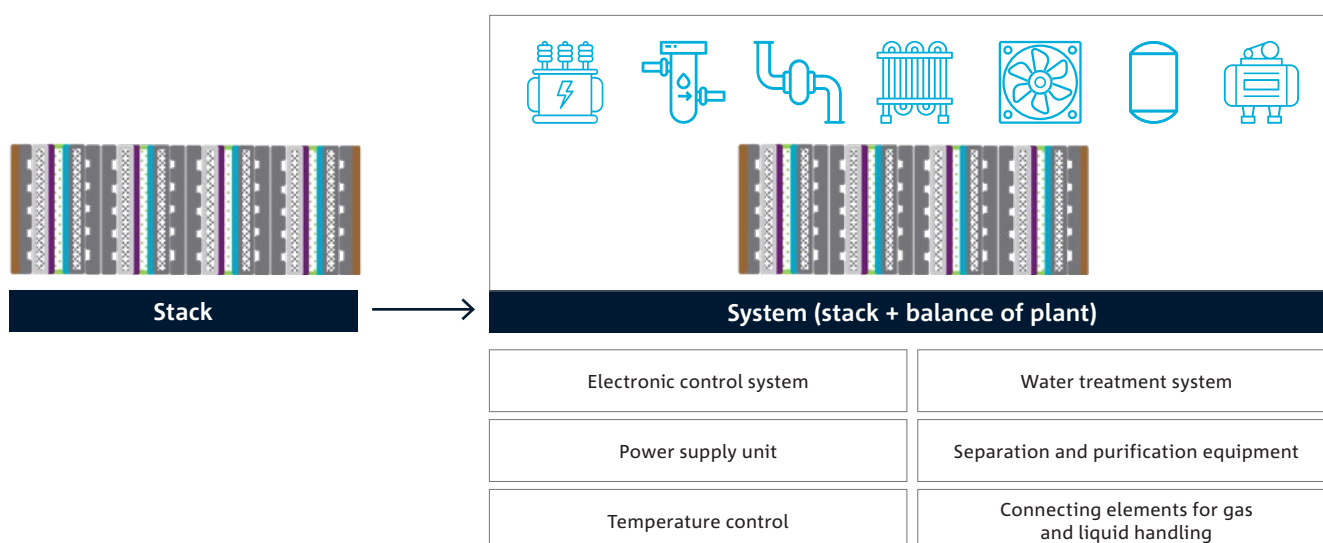 Stack
System (stack + balance of plant)
Electronic control system
Water treatment system
Power supply unit
Separation and purification equipment
Temperature control
Connecting elements for gas
and liquid handling